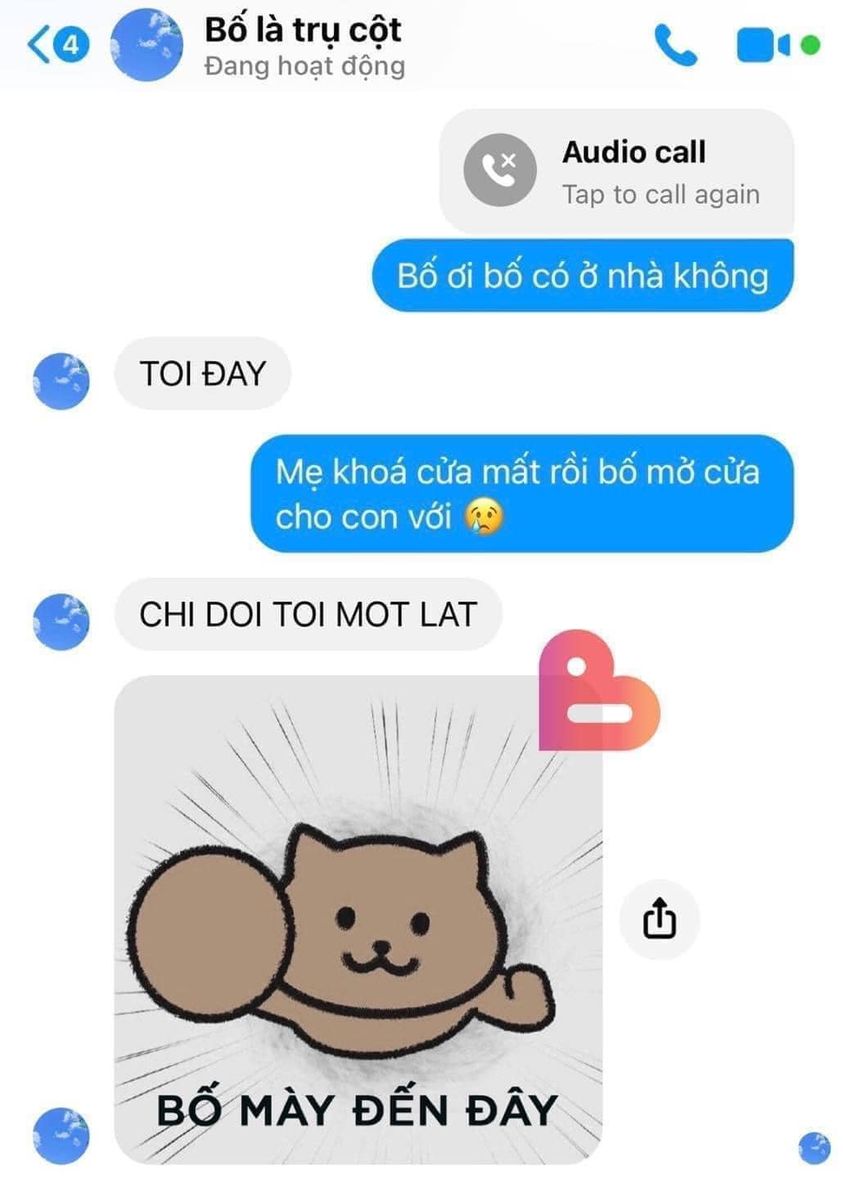 4
Bố là trụ cột
Đang hoạt động
Audio call
Tap to call again
Bố ơi bố có ở nhà không
TOI ĐAY
Mẹ khoá cửa mất rồi bố mở cửa
cho con với 😢
CHI DOI TOI MOT LAT
BỐ MÀY ĐẾN ĐÂY